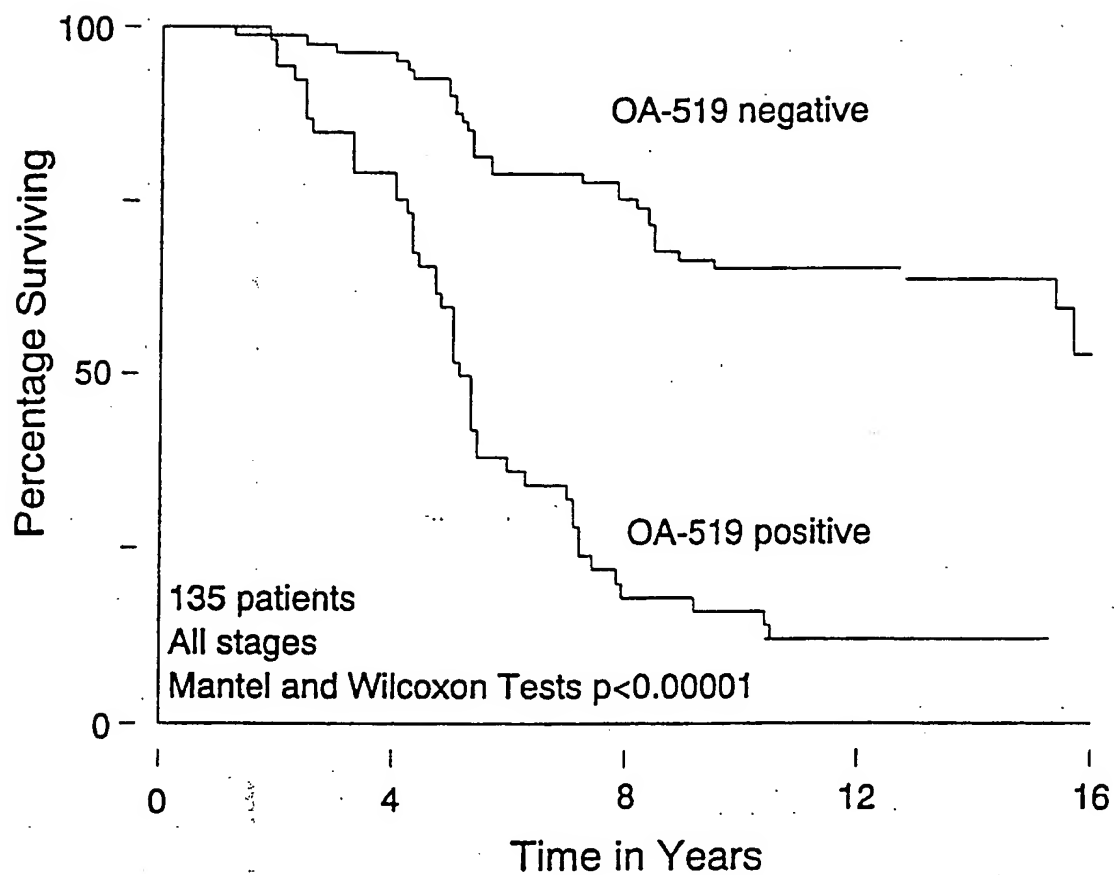 100
OA-519 negative
Percentage Surviving
50
OA-519 positive
135 patients
All stages
Mantel and Wilcoxon Tests p<0.00001
0
0 4 8 12 16
Time in Years